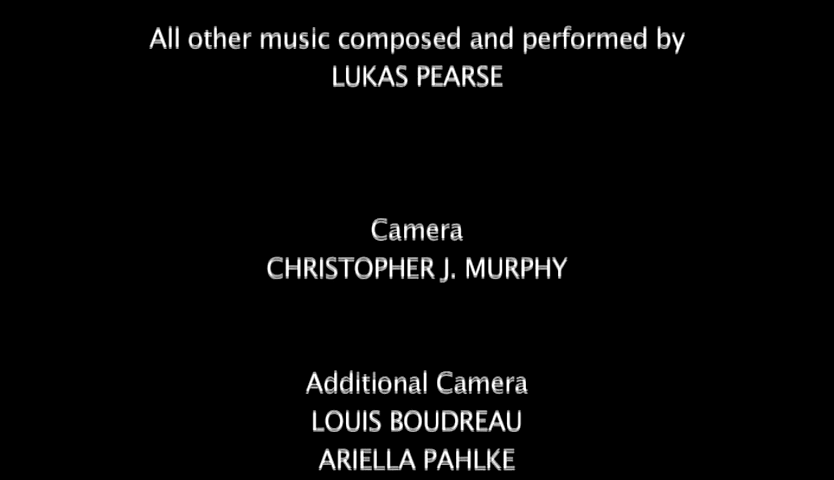 All other music composed and performed by
LUKAS PEARSE
Camera
CHRISTOPHER J. MURPHY
Additional Camera
LOUIS BOUDREAU
ARIELLA PAHLKE